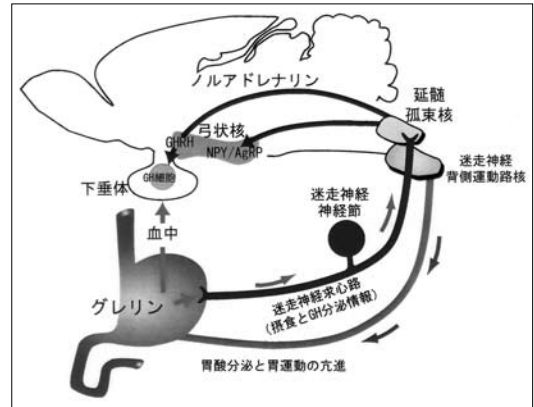 ノルアドレナリン
延髄
孤束核
弓状核
GHRH
NPY/AgRP
GH細胞
下垂体
迷走神経
背側運動路核
迷走神経
神経節
血中
グレリン
迷走神経求心路
(摂食とGH分泌情報)
胃酸分泌と胃運動の亢進